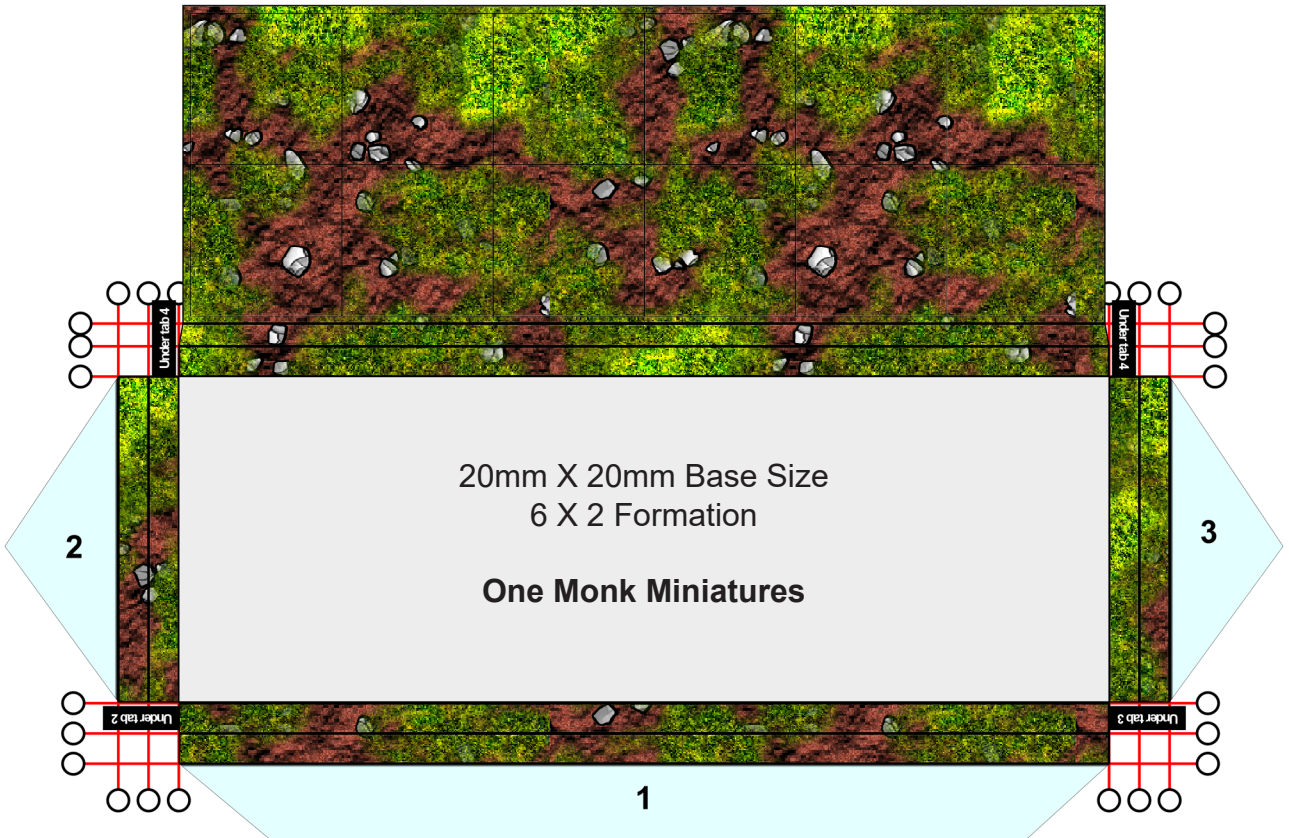 Under tab 4
Under tab 4
20mm X 20mm Base Size
6 X 2 Formation
One Monk Miniatures
2
3
Under tab 2
Under tab 3
1